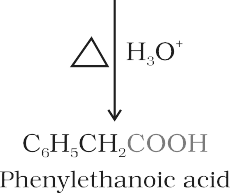 △ H₃O⁺
C₆H₅CH₂COOH
Phenylethanoic acid